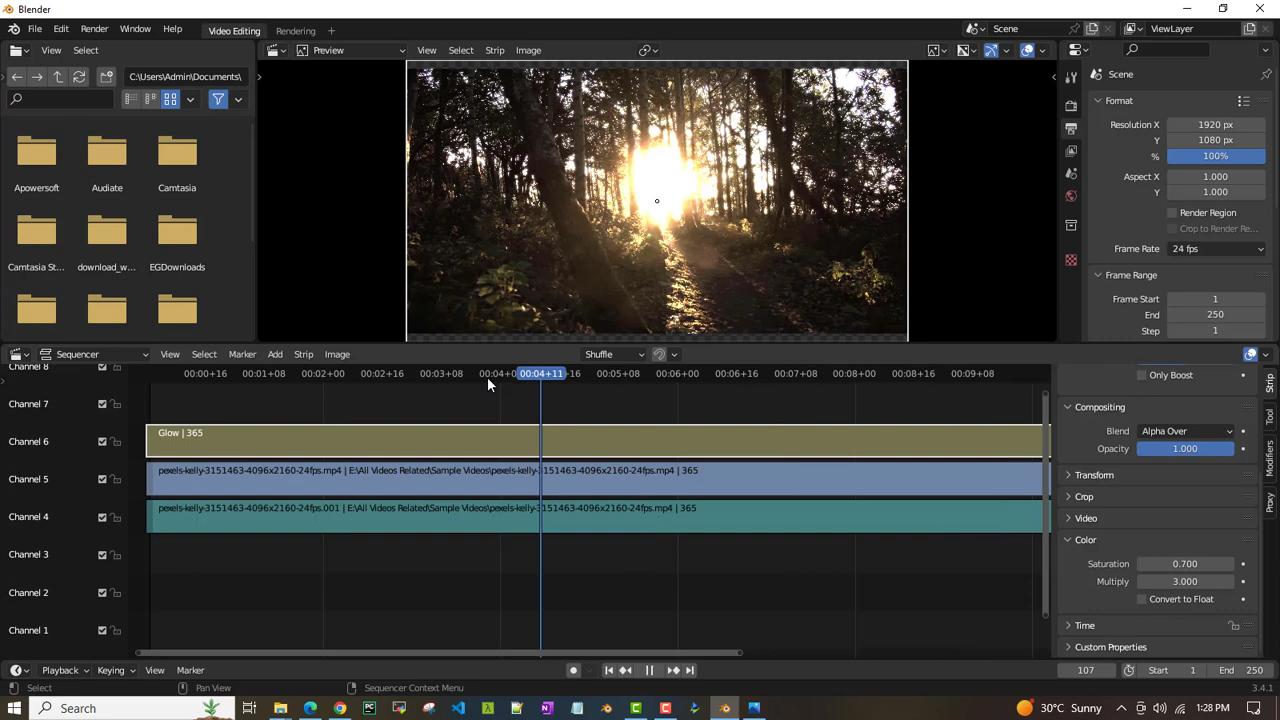 Blender
File Edit Render Window Help Video Editing Rendering + Scene ViewLayer
View Select C:\Users\Admin\Documents\ Preview View Select Strip Image
Scene
Format
Resolution X 1920 px
Y 1080 px
% 100%
Aspect X 1.000
Y 1.000
Render Region
Crop to Render Re...
Frame Rate 24 fps
Frame Range
Frame Start 1
End 250
Step 1
Apowersoft Audiate Camtasia
Camtasia St... download_w... EGDownloads
Sequencer View Select Marker Add Strip Image Shuffle
00:00+16 00:01+08 00:02+00 00:02+16 00:03+08 00:04+0 00:04+11 +16 00:05+08 00:06+00 00:06+16 00:07+08 00:08+00 00:08+16 00:09+08
Channel 8
Channel 7
Channel 6
Channel 5
Channel 4
Channel 3
Channel 2
Channel 1
Glow | 365
pexels-kelly-3151463-4096x2160-24fps.mp4 | E:\All Videos Related\Sample Videos\pexels-kelly-3151463-4096x2160-24fps.mp4 | 365
pexels-kelly-3151463-4096x2160-24fps.001 | E:\All Videos Related\Sample Videos\pexels-kelly-3151463-4096x2160-24fps.mp4 | 365
Only Boost
Compositing
Blend Alpha Over
Opacity 1.000
Transform
Crop
Video
Color
Saturation 0.700
Multiply 3.000
Convert to Float
Time
Custom Properties
Strip
Tool
Modifiers
Proxy
Playback Keying View Marker 107 Start 1 End 250
Select Pan View Sequencer Context Menu 3.4.1
Search 30°C Sunny 1:28 PM